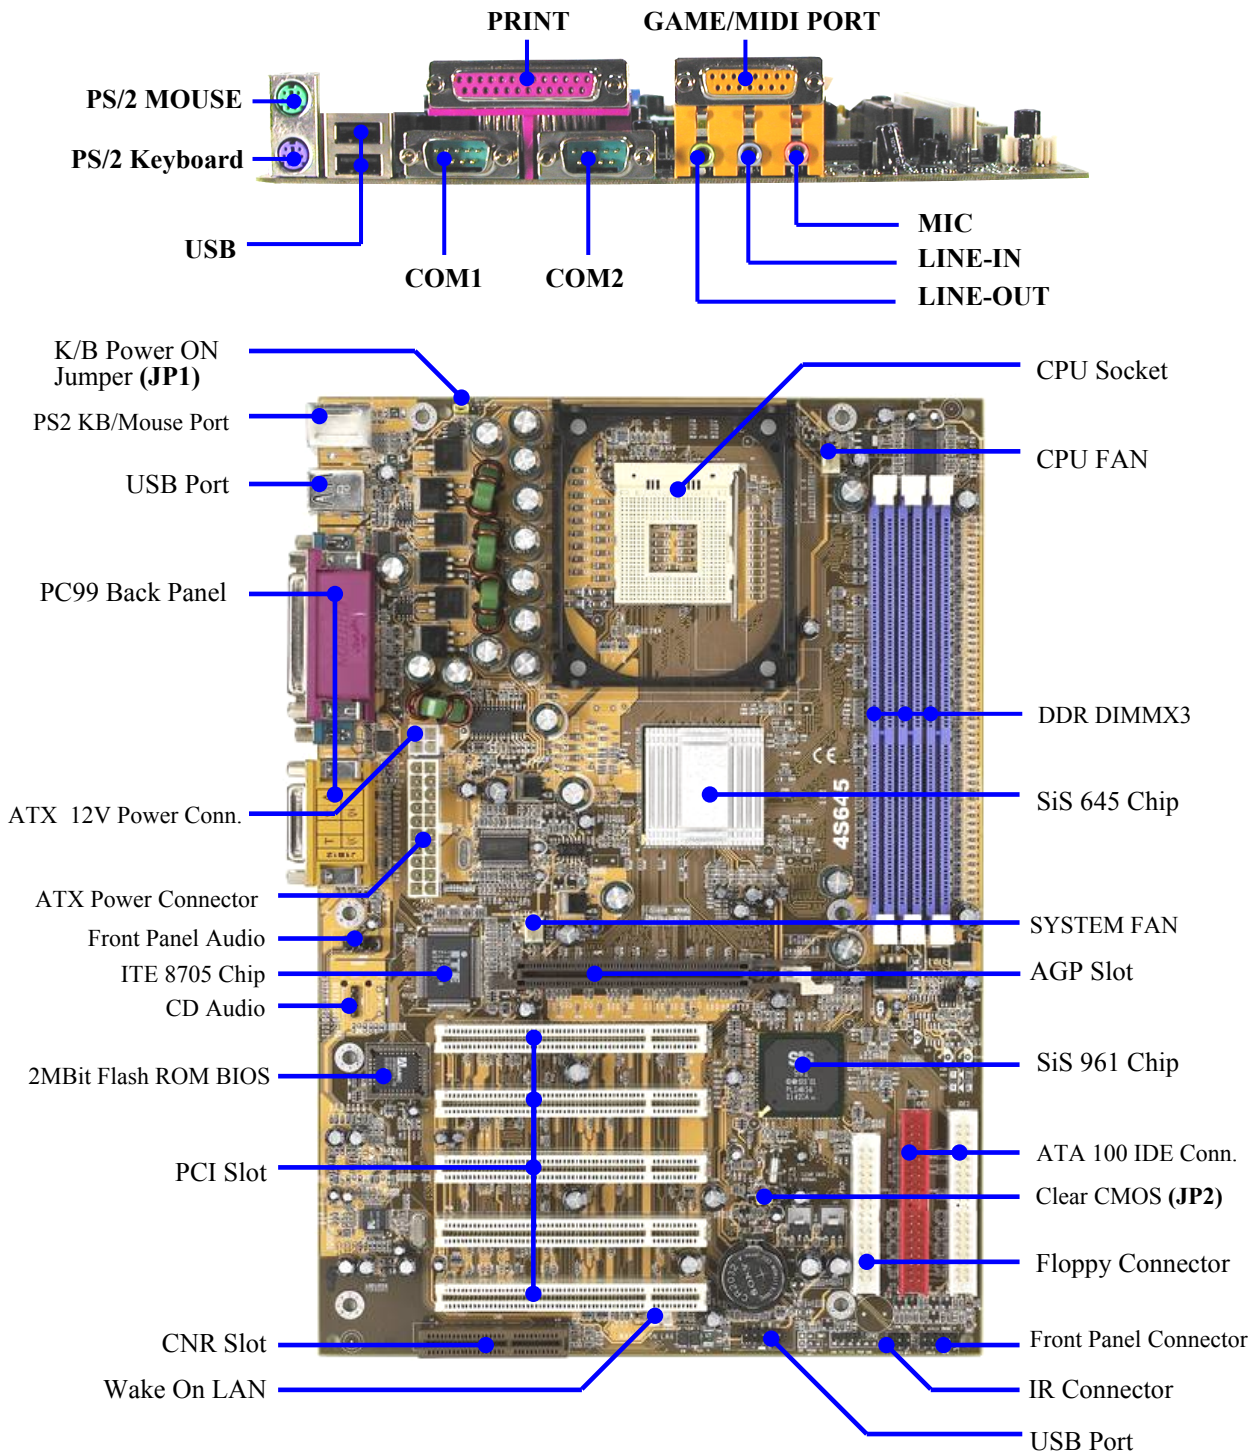 PRINT
GAME/MIDI PORT
PS/2 MOUSE
PS/2 Keyboard
USB
COM1
COM2
MIC
LINE-IN
LINE-OUT
K/B Power ON
Jumper (JP1)
PS2 KB/Mouse Port
USB Port
PC99 Back Panel
ATX 12V Power Conn.
ATX Power Connector
Front Panel Audio
ITE 8705 Chip
CD Audio
2MBit Flash ROM BIOS
PCI Slot
CNR Slot
Wake On LAN
CPU Socket
CPU FAN
DDR DIMMX3
SiS 645 Chip
SYSTEM FAN
AGP Slot
SiS 961 Chip
ATA 100 IDE Conn.
Clear CMOS (JP2)
Floppy Connector
Front Panel Connector
IR Connector
USB Port
CE
4S645
CR2032